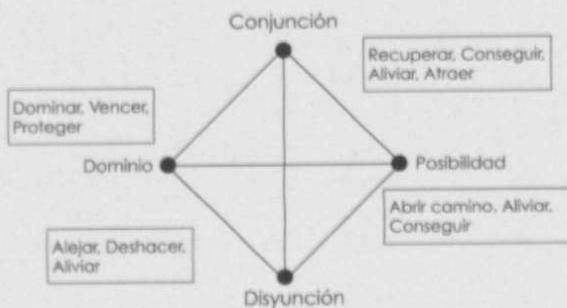 Conjunción
Recuperar, Conseguir,
Aliviar, Atraer
Dominar, Vencer,
Proteger
Dominio
Posibilidad
Abrir camino, Aliviar,
Conseguir
Alejar, Deshacer,
Aliviar
Disyunción